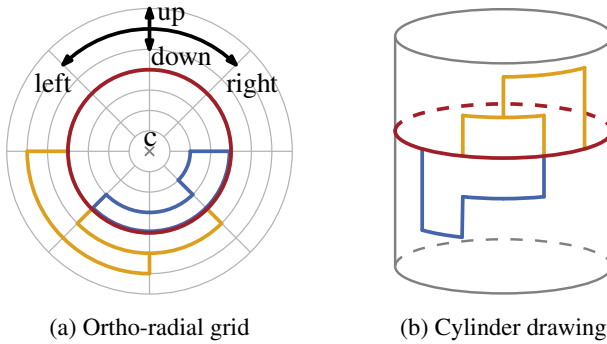 up
down
left
right
c
(a) Ortho-radial grid
(b) Cylinder drawing